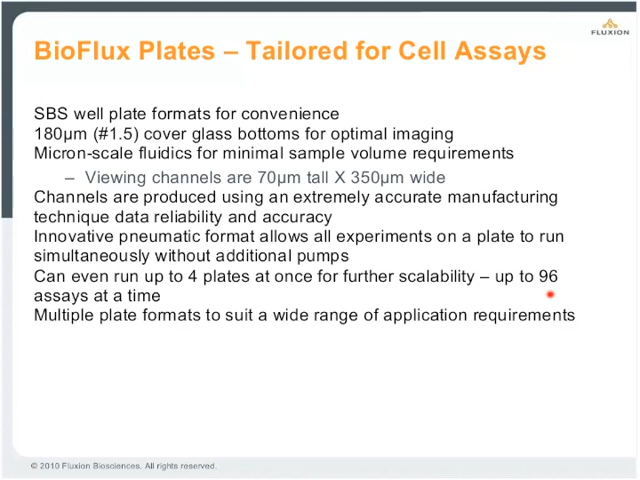 FLUXION
BioFlux Plates – Tailored for Cell Assays
SBS well plate formats for convenience
180µm (#1.5) cover glass bottoms for optimal imaging
Micron-scale fluidics for minimal sample volume requirements
– Viewing channels are 70µm tall X 350µm wide
Channels are produced using an extremely accurate manufacturing
technique data reliability and accuracy
Innovative pneumatic format allows all experiments on a plate to run
simultaneously without additional pumps
Can even run up to 4 plates at once for further scalability – up to 96
assays at a time
Multiple plate formats to suit a wide range of application requirements
© 2010 Fluxion Biosciences. All rights reserved.